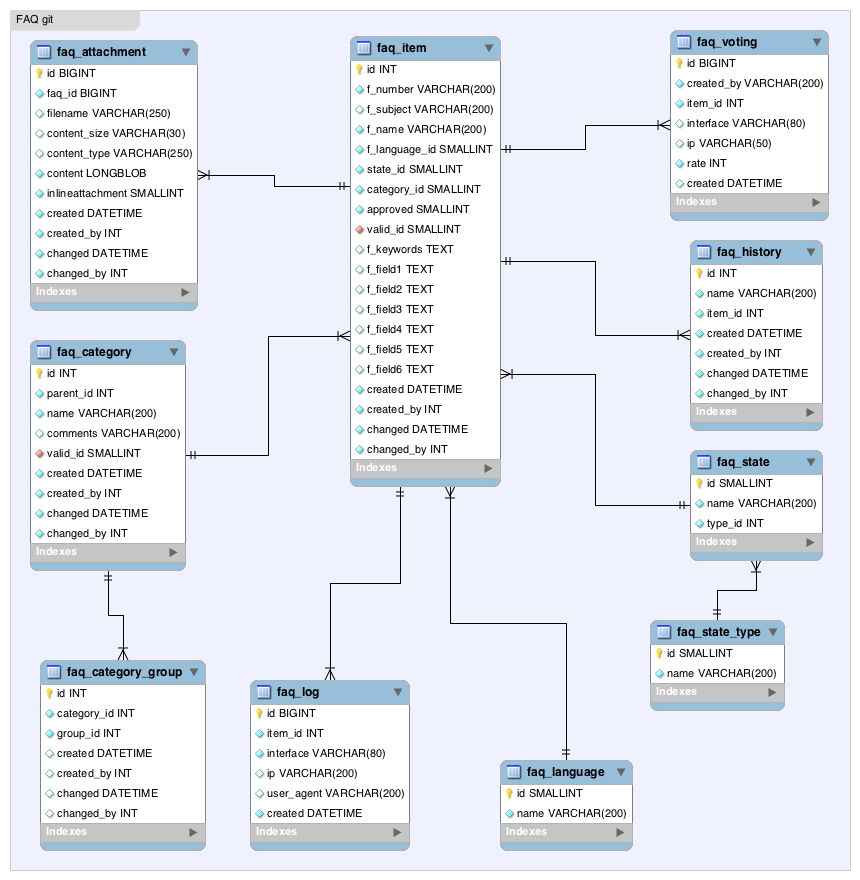 FAQ git
faq_attachment
id BIGINT
faq_id BIGINT
filename VARCHAR(250)
content_size VARCHAR(30)
content_type VARCHAR(250)
content LONGBLOB
inlineattachment SMALLINT
created DATETIME
created_by INT
changed DATETIME
changed_by INT
Indexes
faq_item
id INT
f_number VARCHAR(200)
f_subject VARCHAR(200)
f_name VARCHAR(200)
f_language_id SMALLINT
state_id SMALLINT
category_id SMALLINT
approved SMALLINT
valid_id SMALLINT
f_keywords TEXT
f_field1 TEXT
f_field2 TEXT
f_field3 TEXT
f_field4 TEXT
f_field5 TEXT
f_field6 TEXT
created DATETIME
created_by INT
changed DATETIME
changed_by INT
Indexes
faq_voting
id BIGINT
created_by VARCHAR(200)
item_id INT
interface VARCHAR(80)
ip VARCHAR(50)
rate INT
created DATETIME
Indexes
faq_history
id INT
name VARCHAR(200)
item_id INT
created DATETIME
created_by INT
changed DATETIME
changed_by INT
Indexes
faq_category
id INT
parent_id INT
name VARCHAR(200)
comments VARCHAR(200)
valid_id SMALLINT
created DATETIME
created_by INT
changed DATETIME
changed_by INT
Indexes
faq_state
id SMALLINT
name VARCHAR(200)
type_id INT
Indexes
faq_state_type
id SMALLINT
name VARCHAR(200)
Indexes
faq_category_group
id INT
category_id INT
group_id INT
created DATETIME
created_by INT
changed DATETIME
changed_by INT
Indexes
faq_log
id BIGINT
item_id INT
interface VARCHAR(80)
ip VARCHAR(200)
user_agent VARCHAR(200)
created DATETIME
Indexes
faq_language
id SMALLINT
name VARCHAR(200)
Indexes